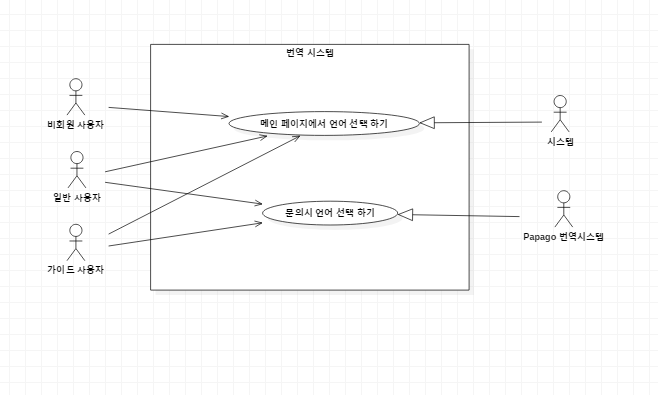 번역 시스템
비회원 사용자
메인 페이지에서 언어 선택 하기
시스템
일반 사용자
문의시 언어 선택 하기
Papago 번역시스템
가이드 사용자